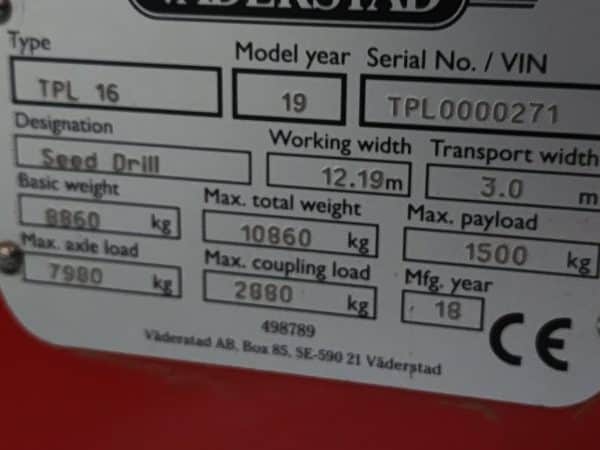 VÄDERSTAD
Type
Model year
Serial No. / VIN
TPL 16
19
TPL0000271
Designation
Working width
Transport width
Seed Drill
12.19m
3.0 m
Basic weight
Max. total weight
Max. payload
8860 kg
10860 kg
1500 kg
Max. axle load
Max. coupling load
Mfg. year
7980 kg
2880 kg
18
CE
498789
Väderstad AB, Box 85, SE-590 21 Väderstad